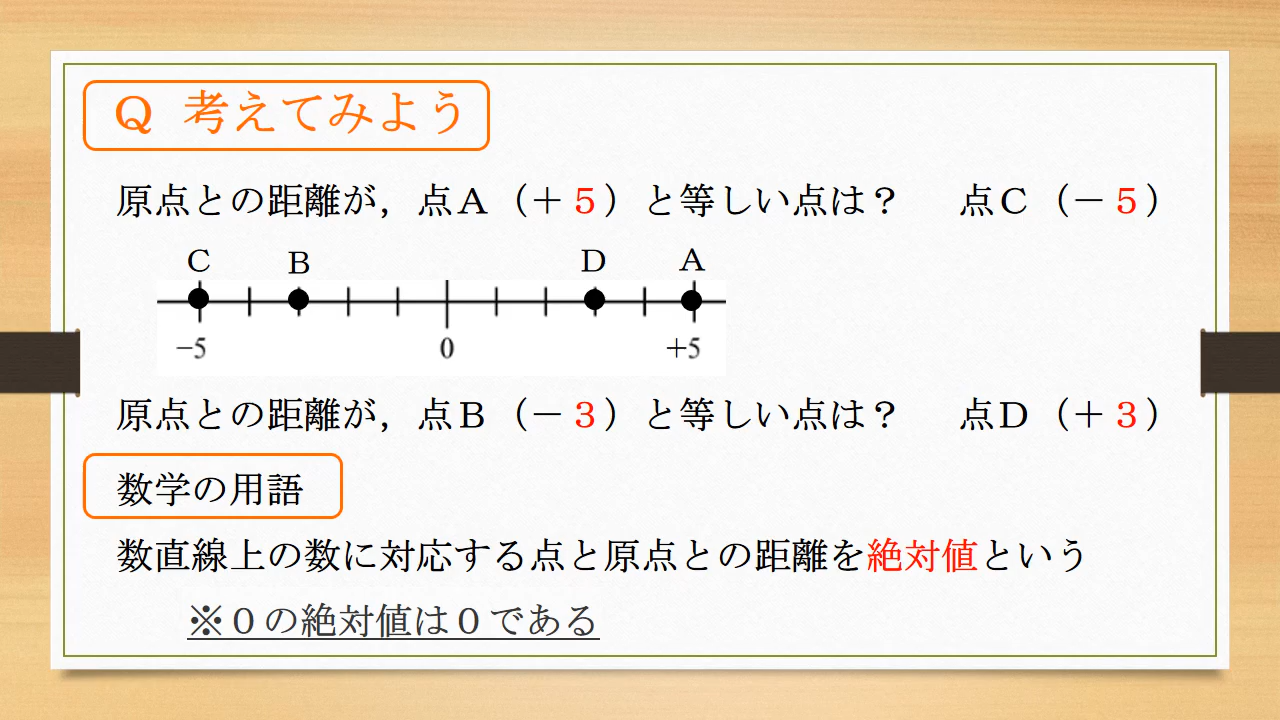 Ｑ 考えてみよう
原点との距離が，点Ａ（＋５）と等しい点は？ 点Ｃ（－５）
C B D A
−5 0 +5
原点との距離が，点Ｂ（－３）と等しい点は？ 点Ｄ（＋３）
数学の用語
数直線上の数に対応する点と原点との距離を絶対値という
※０の絶対値は０である